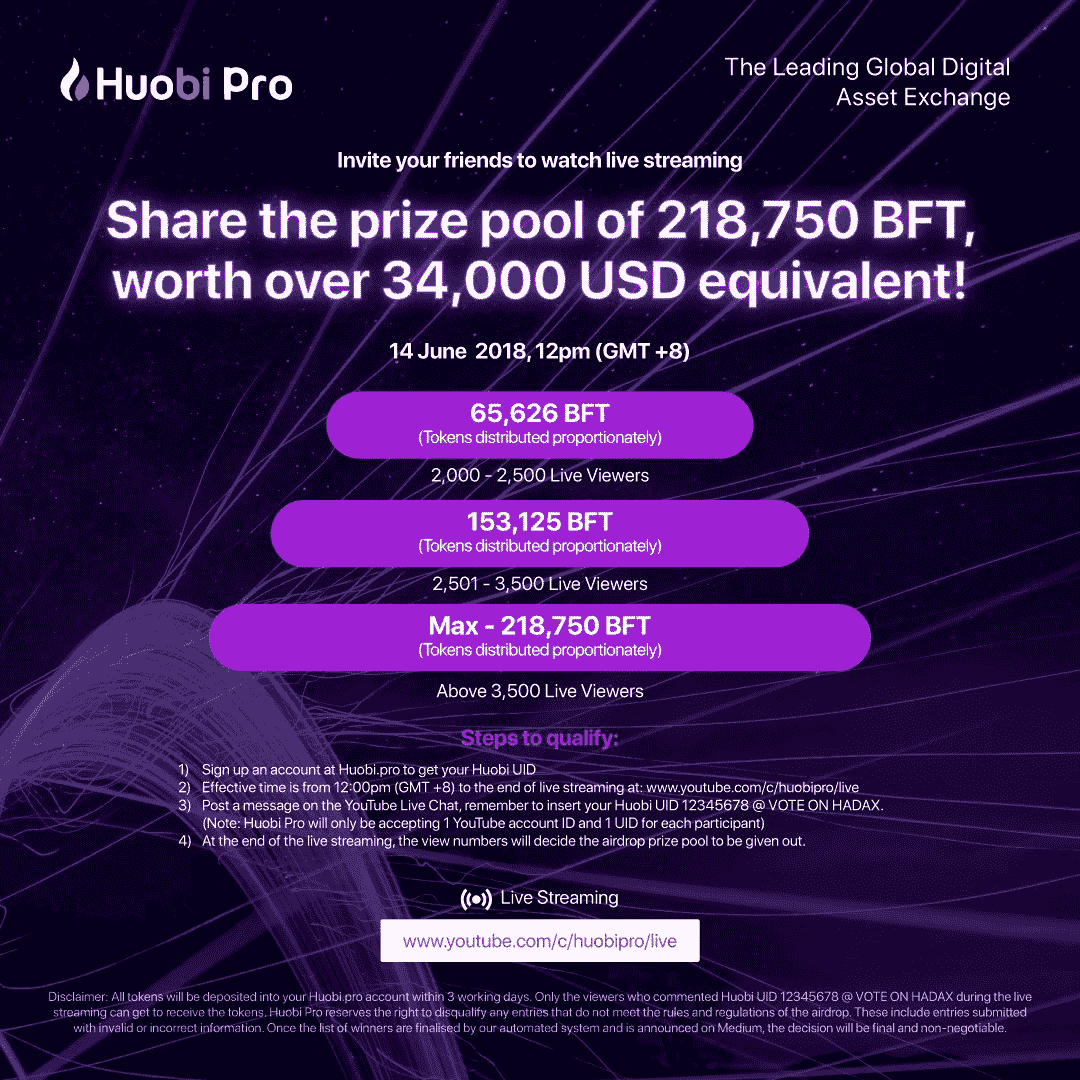 Huobi Pro
The Leading Global Digital
Asset Exchange
Invite your friends to watch live streaming
Share the prize pool of 218,750 BFT,
worth over 34,000 USD equivalent!
14 June 2018, 12pm (GMT +8)
65,626 BFT
(Tokens distributed proportionately)
2,000 - 2,500 Live Viewers
153,125 BFT
(Tokens distributed proportionately)
2,501 - 3,500 Live Viewers
Max - 218,750 BFT
(Tokens distributed proportionately)
Above 3,500 Live Viewers
Steps to qualify:
1) Sign up an account at Huobi.pro to get your Huobi UID
2) Effective time is from 12:00pm (GMT +8) to the end of live streaming at: www.youtube.com/c/huobipro/live
3) Post a message on the YouTube Live Chat, remember to insert your Huobi UID 12345678 @ VOTE ON HADAX.
(Note: Huobi Pro will only be accepting 1 YouTube account ID and 1 UID for each participant)
4) At the end of the live streaming, the view numbers will decide the airdrop prize pool to be given out.
Live Streaming
www.youtube.com/c/huobipro/live
Disclaimer: All tokens will be deposited into your Huobi.pro account within 3 working days. Only the viewers who commented Huobi UID 12345678 @ VOTE ON HADAX during the live
streaming can get to receive the tokens. Huobi Pro reserves the right to disqualify any entries that do not meet the rules and regulations of the airdrop. These include entries submitted
with invalid or incorrect information. Once the list of winners are finalised by our automated system and is announced on Medium, the decision will be final and non-negotiable.